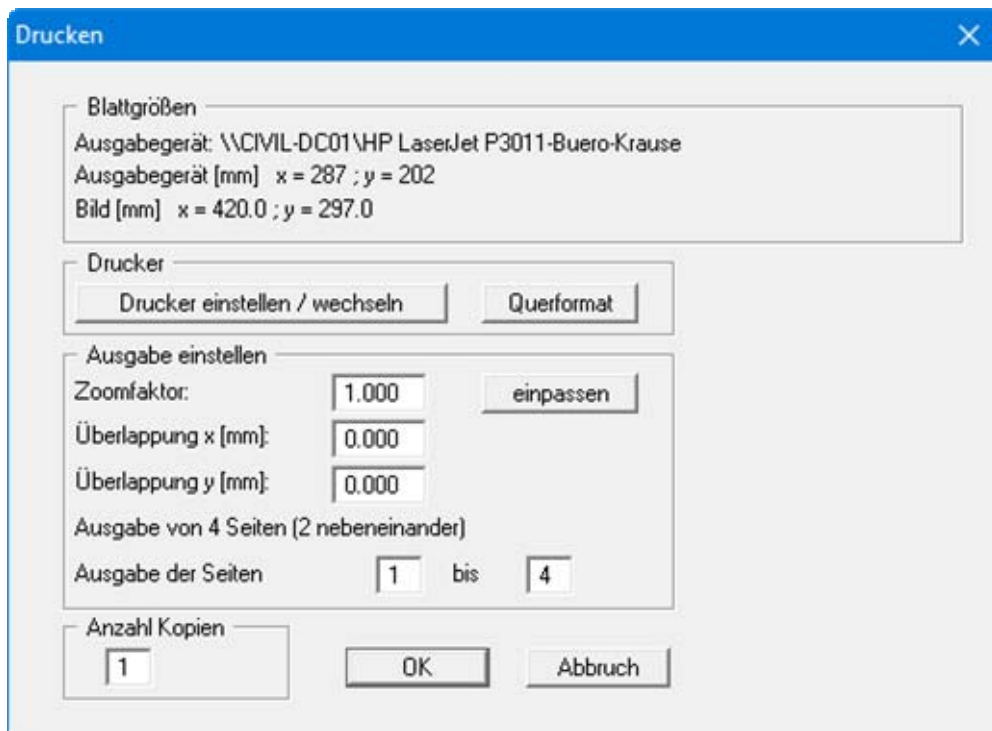 Drucken
Blattgrößen
Ausgabegerät: \\CIVIL-DC01\HP LaserJet P3011-Buero-Krause
Ausgabegerät [mm] x = 287 ; y = 202
Bild [mm] x = 420.0 ; y = 297.0
Drucker
Drucker einstellen / wechseln Querformat
Ausgabe einstellen
Zoomfaktor: 1.000 einpassen
Überlappung x [mm]: 0.000
Überlappung y [mm]: 0.000
Ausgabe von 4 Seiten (2 nebeneinander)
Ausgabe der Seiten 1 bis 4
Anzahl Kopien
1 OK Abbruch